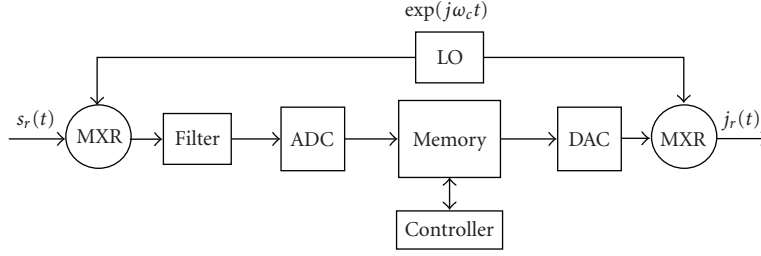 exp(jω_c t)
LO
s_r(t)
MXR
Filter
ADC
Memory
DAC
MXR
j_r(t)
Controller